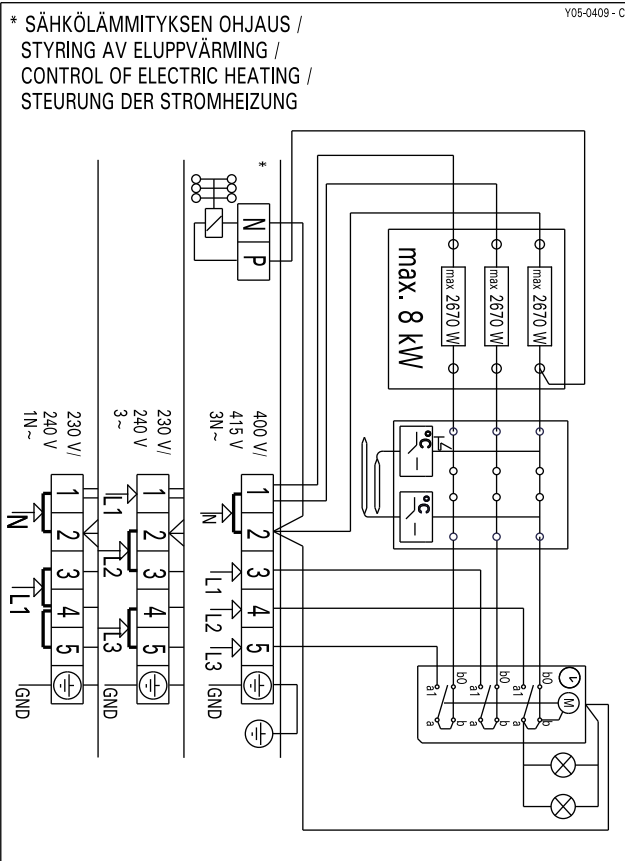 Y05-0409 - C
* SÄHKÖLÄMMITYKSEN OHJAUS /
STYRING AV ELUPPVÄRMING /
CONTROL OF ELECTRIC HEATING /
STEURUNG DER STROMHEIZUNG
*
N
P
max. 8 kW
max 2670 W
max 2670 W
max 2670 W
°C
°C
400 V/
415 V
3N~
N
L1
L2
L3
1
2
3
4
5
GND
230 V/
240 V
3~
L1
L2
L3
1
2
3
4
5
GND
230 V/
240 V
1N~
N
L1
1
2
3
4
5
GND
M
b0
a1
b
a
b0
a1
b
a
b0
a1
b
a